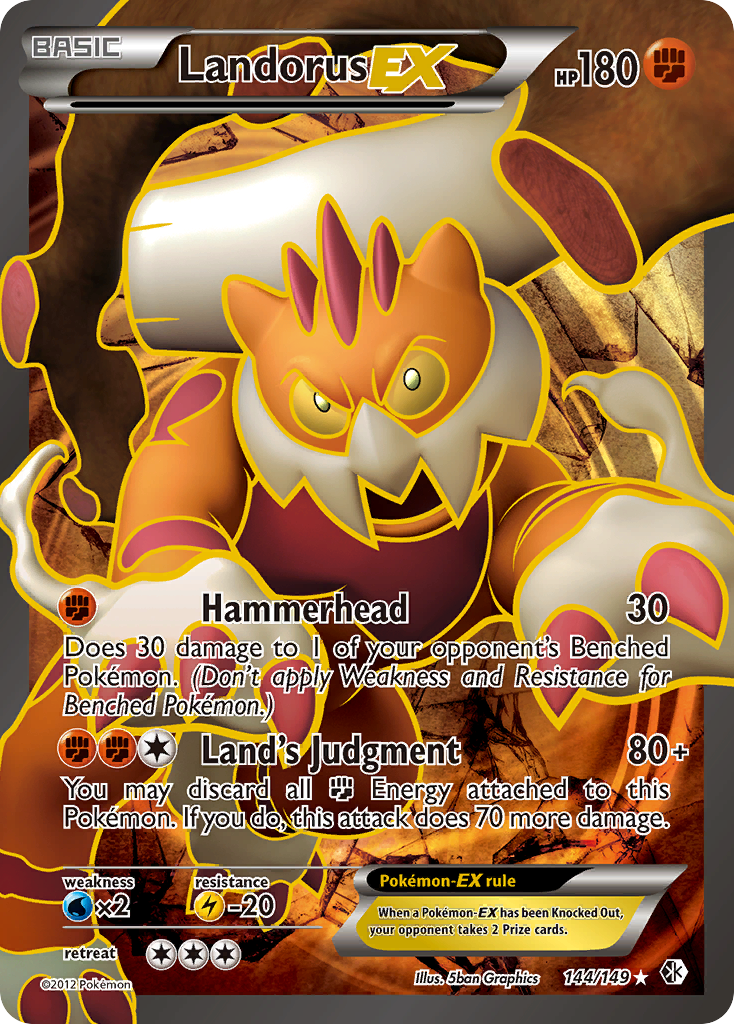 BASIC
Landorus EX
HP180
Hammerhead 30
Does 30 damage to 1 of your opponent's Benched
Pokémon. (Don't apply Weakness and Resistance for
Benched Pokémon.)
Land's Judgment 80+
You may discard all Energy attached to this
Pokémon. If you do, this attack does 70 more damage.
weakness resistance
×2 -20
Pokémon-EX rule
When a Pokémon-EX has been Knocked Out,
your opponent takes 2 Prize cards.
retreat
©2012 Pokémon Illus. 5ban Graphics 144/149